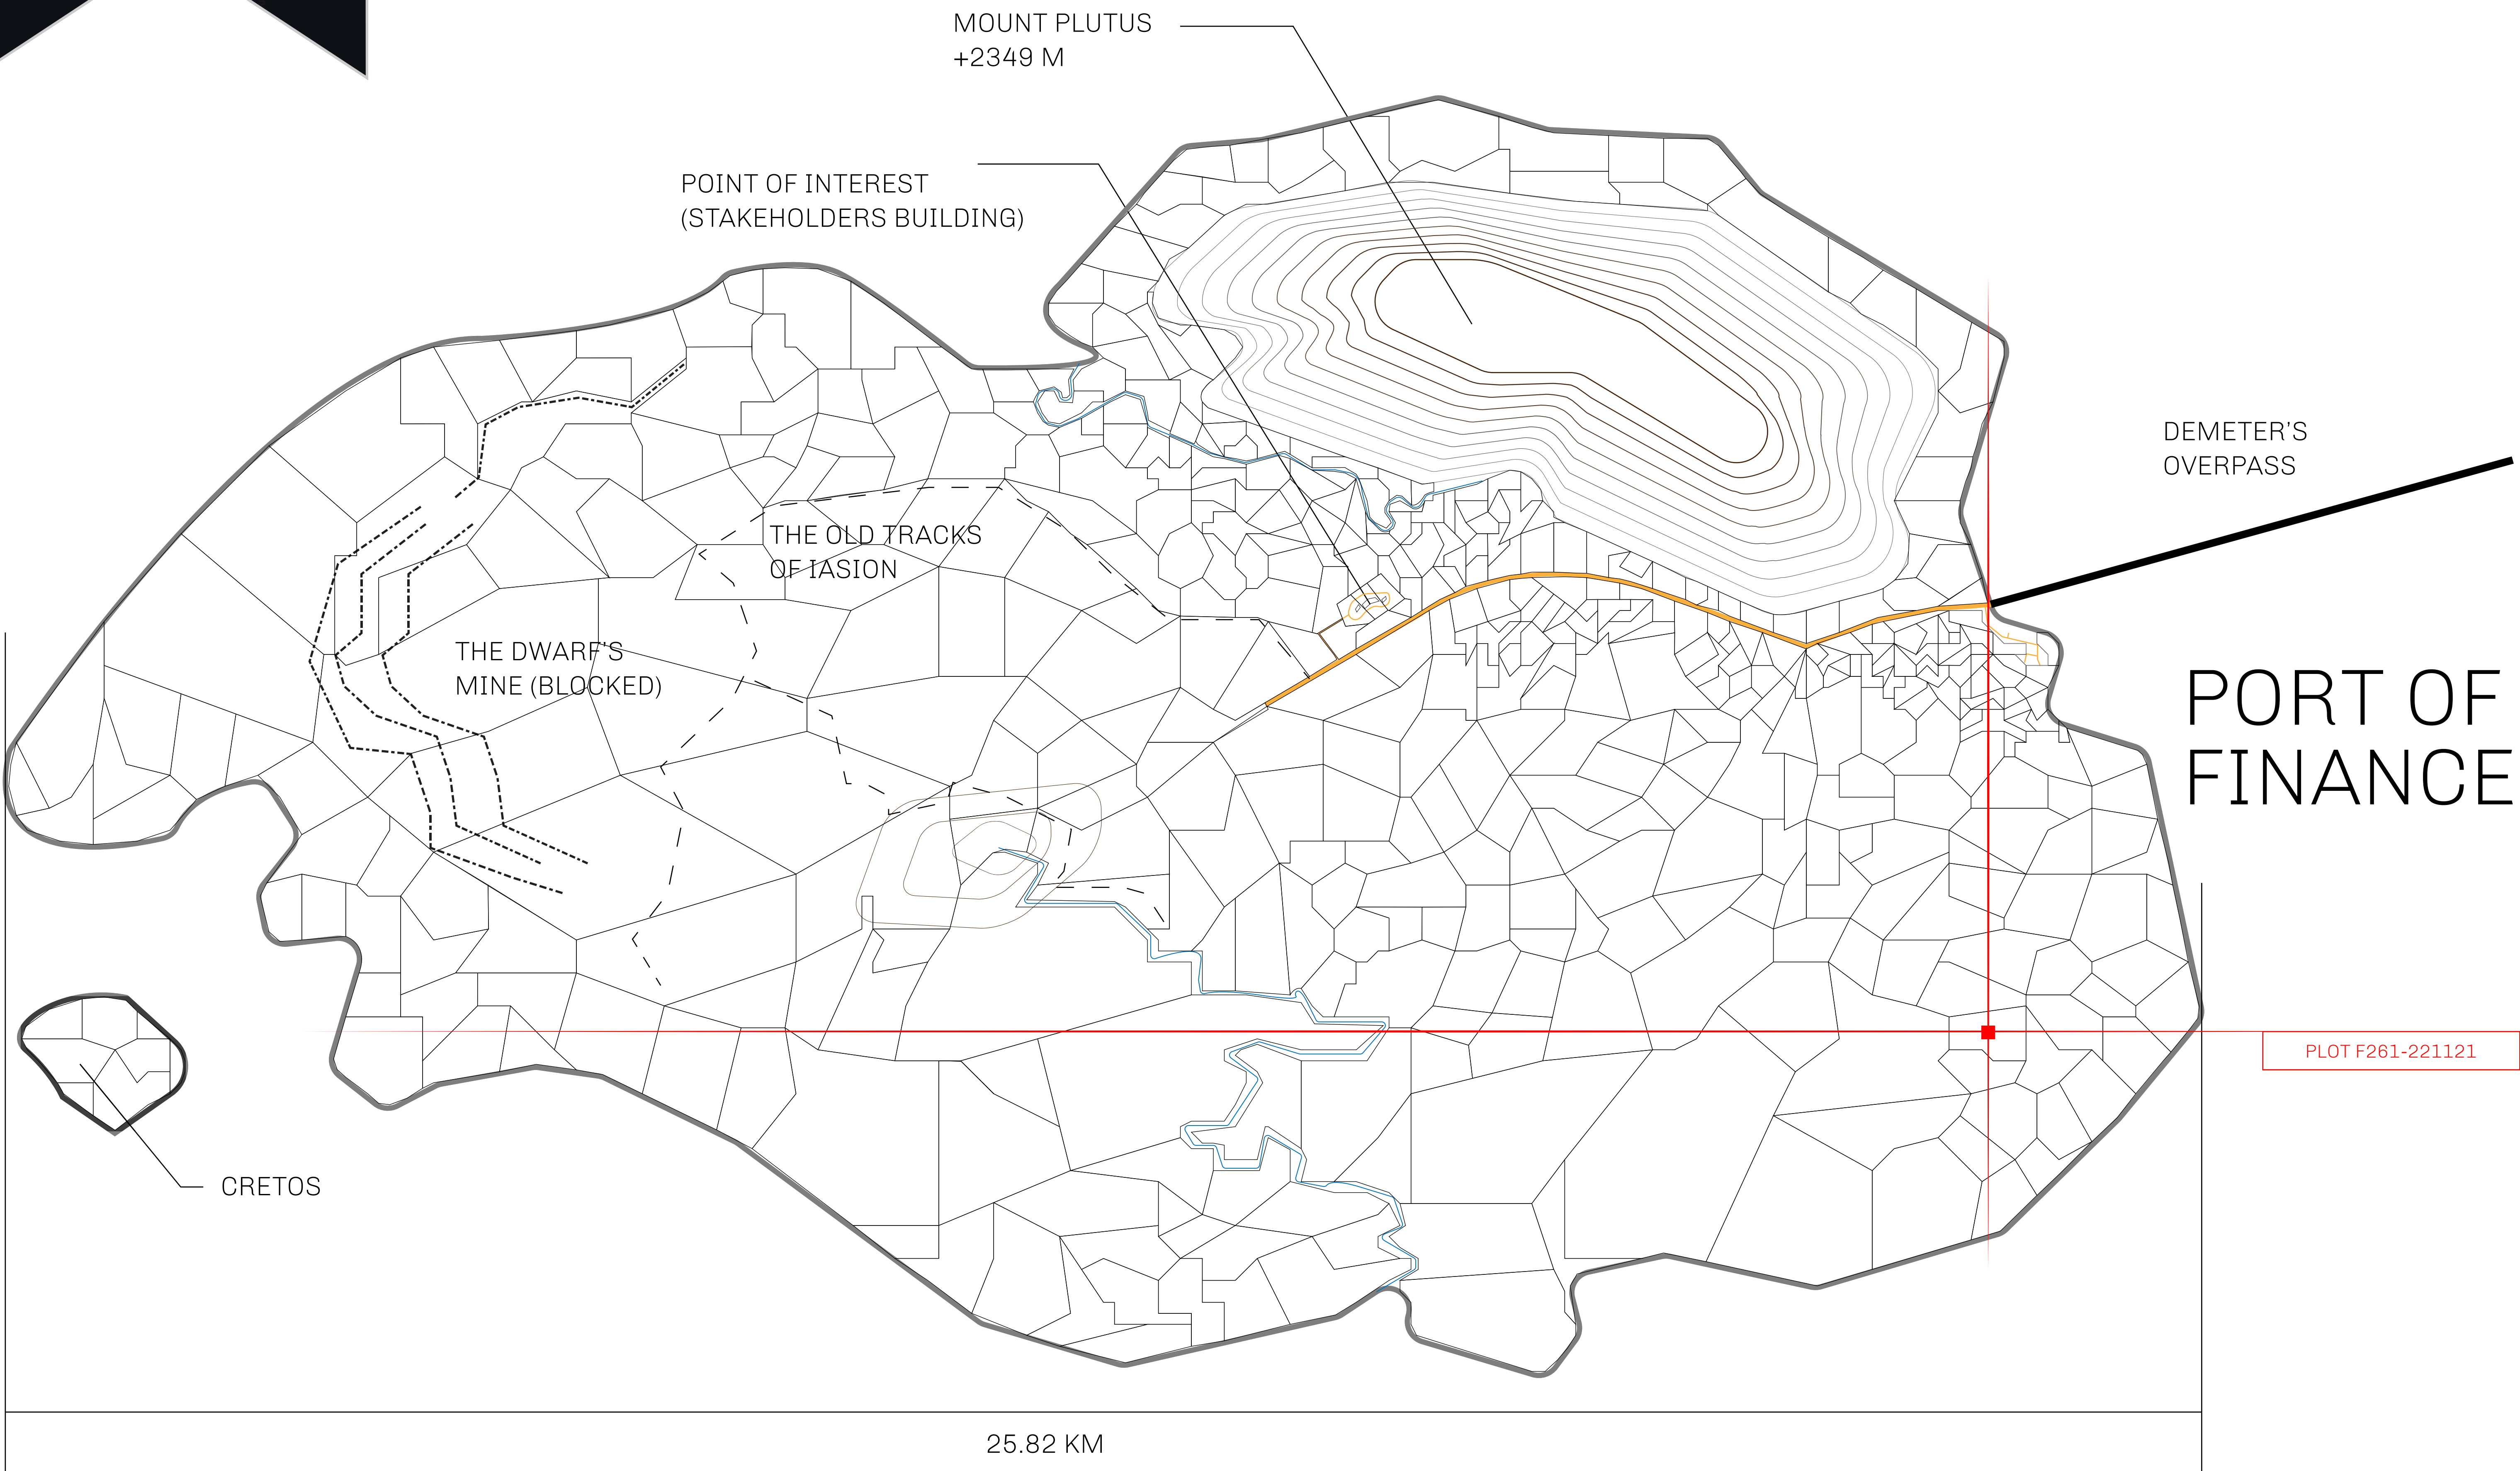 MOUNT PLUTUS
+2349 M
POINT OF INTEREST
(STAKEHOLDERS BUILDING)
DEMETER'S
OVERPASS
THE OLD TRACKS
OF IASION
THE DWARF'S
MINE (BLOCKED)
PORT OF
FINANCE
PLOT F261-221121
CRETOS
25.82 KM